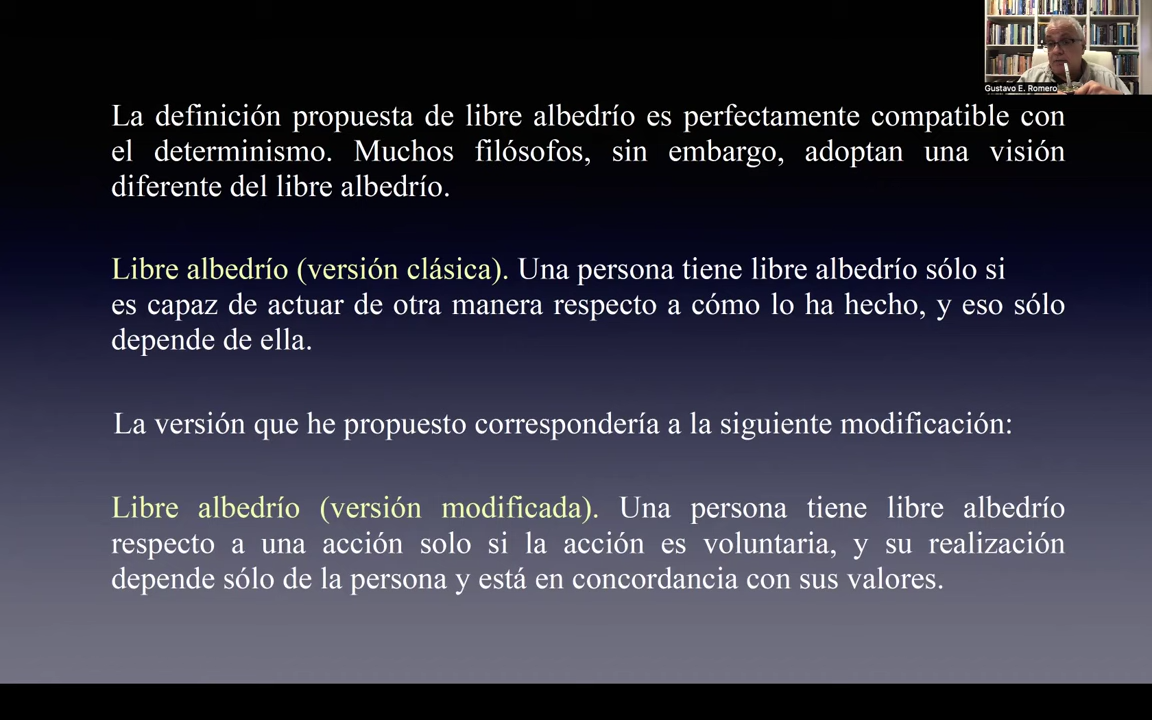 Gustavo E. Romero
La definición propuesta de libre albedrío es perfectamente compatible con
el determinismo. Muchos filósofos, sin embargo, adoptan una visión
diferente del libre albedrío.
Libre albedrío (versión clásica). Una persona tiene libre albedrío sólo si
es capaz de actuar de otra manera respecto a cómo lo ha hecho, y eso sólo
depende de ella.
La versión que he propuesto correspondería a la siguiente modificación:
Libre albedrío (versión modificada). Una persona tiene libre albedrío
respecto a una acción solo si la acción es voluntaria, y su realización
depende sólo de la persona y está en concordancia con sus valores.